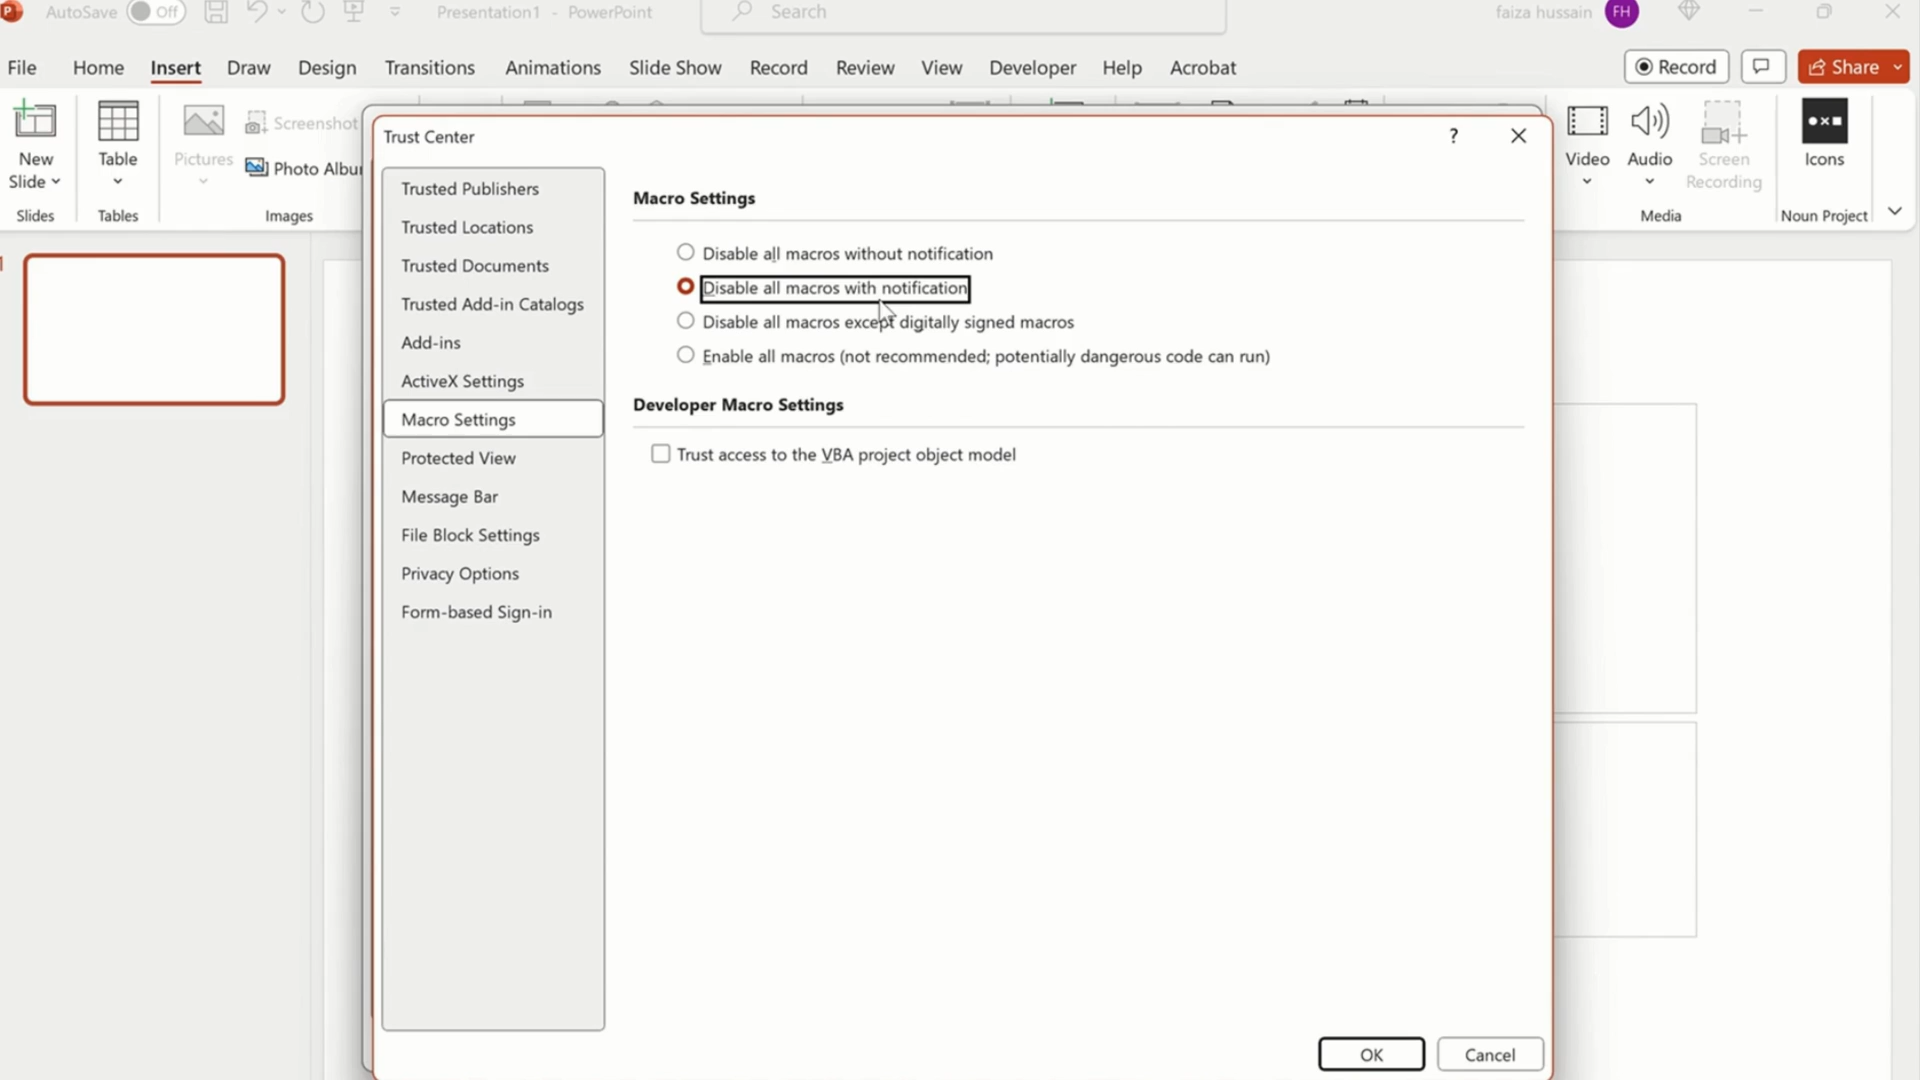 AutoSave Off Presentation1 - PowerPoint Search faiza hussain FH
File Home Insert Draw Design Transitions Animations Slide Show Record Review View Developer Help Acrobat Record Share
New Slide
Table
Pictures
Screenshot
Photo Albu
Video
Audio
Screen Recording
Icons
Slides Tables Images Media Noun Project
Trust Center ?
Trusted Publishers
Trusted Locations
Trusted Documents
Trusted Add-in Catalogs
Add-ins
ActiveX Settings
Macro Settings
Protected View
Message Bar
File Block Settings
Privacy Options
Form-based Sign-in
Macro Settings
Disable all macros without notification
Disable all macros with notification
Disable all macros except digitally signed macros
Enable all macros (not recommended; potentially dangerous code can run)
Developer Macro Settings
Trust access to the VBA project object model
OK Cancel